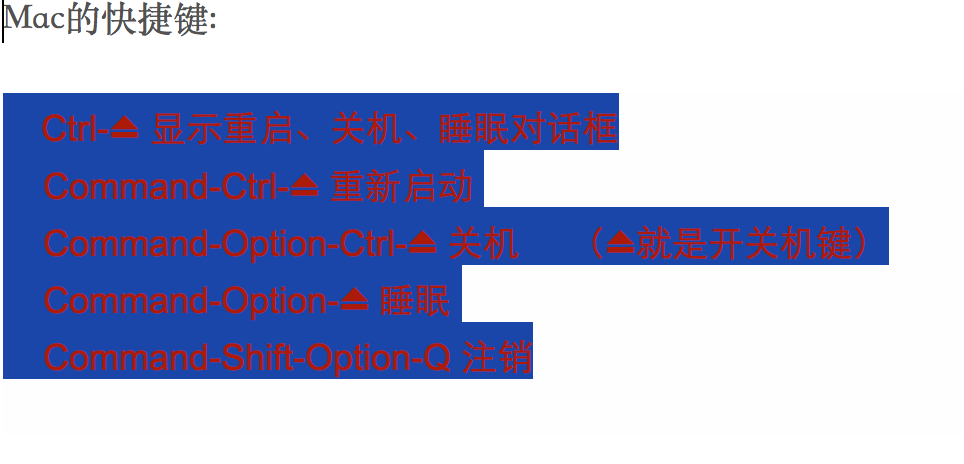 Mac的快捷键:
Ctrl-⏏ 显示重启、关机、睡眠对话框
Command-Ctrl-⏏ 重新启动
Command-Option-Ctrl-⏏ 关机 （⏏就是开关机键）
Command-Option-⏏ 睡眠
Command-Shift-Option-Q 注销